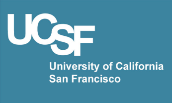 UCSF
University of California
San Francisco